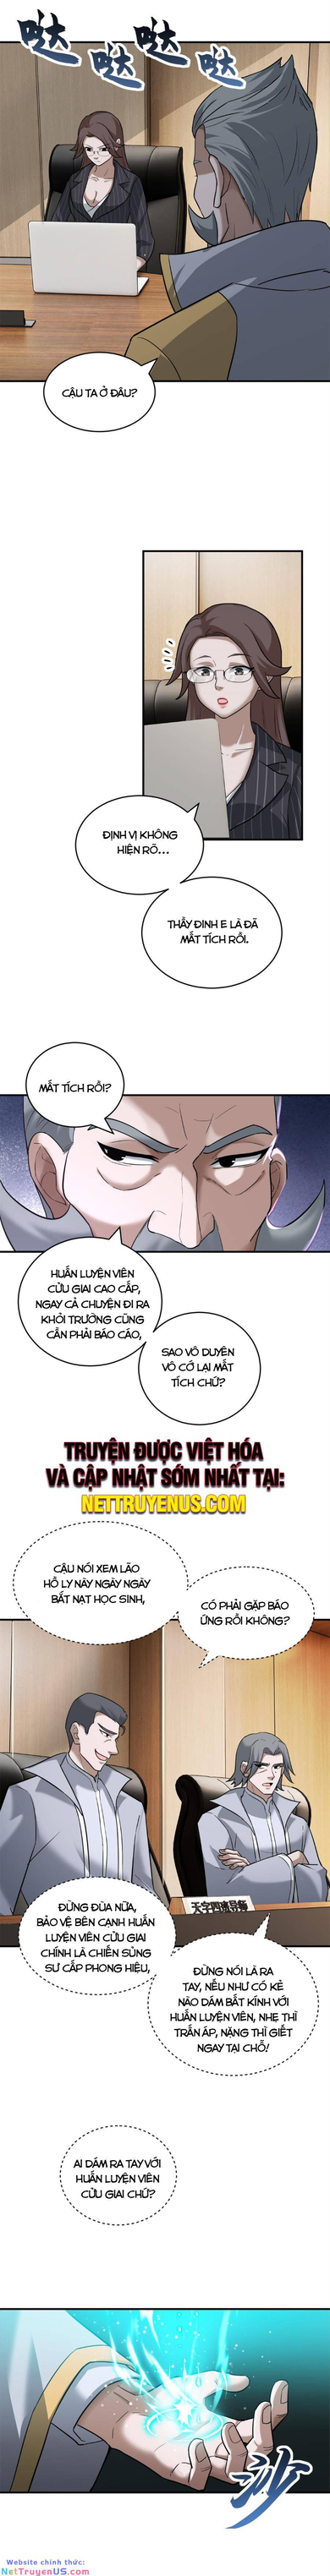 哒 哒 哒 哒
CẬU TA Ở ĐÂU?
ĐỊNH VỊ KHÔNG
HIỆN RÕ...
THẦY ĐINH E LÀ ĐÃ
MẤT TÍCH RỒI.
MẤT TÍCH RỒI?
HUẤN LUYỆN VIÊN
CỬU GIAI CAO CẤP,
NGAY CẢ CHUYỆN ĐI RA
KHỎI TRƯỜNG CŨNG
CẦN PHẢI BÁO CÁO,
SAO VÔ DUYÊN
VÔ CỚ LẠI MẤT
TÍCH CHỨ?
TRUYỆN ĐƯỢC VIỆT HÓA
VÀ CẬP NHẬT SỚM NHẤT TẠI:
NETTRUYENUS.COM
CẬU NÓI XEM LÃO
HỒ LY NÀY NGÀY NGÀY
BẮT NẠT HỌC SINH,
CÓ PHẢI GẶP BÁO
ỨNG RỒI KHÔNG?
天字四班导师
ĐỪNG ĐÙA NỮA,
BẢO VỆ BÊN CẠNH HUẤN
LUYỆN VIÊN CỬU GIAI
CHÍNH LÀ CHIẾN SỦNG
SƯ CẤP PHONG HIỆU,
ĐỪNG NÓI LÀ RA
TAY, NẾU NHƯ CÓ KẺ
NÀO DÁM BẤT KÍNH VỚI
HUẤN LUYỆN VIÊN, NHẸ THÌ
TRẤN ÁP, NẶNG THÌ GIẾT
NGAY TẠI CHỖ!
AI DÁM RA TAY VỚI
HUẤN LUYỆN VIÊN
CỬU GIAI CHỨ?
沙...
Website chính thức:
NetTruyenUS.com